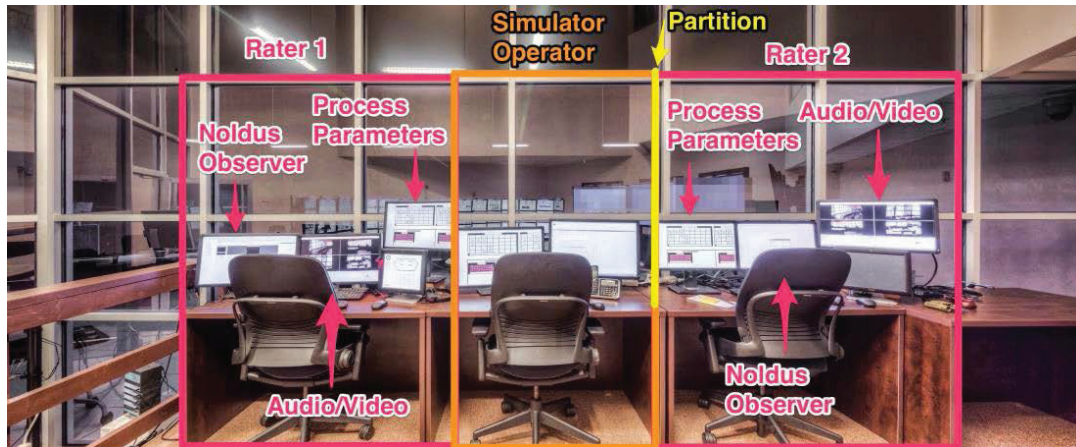 Rater 1
Simulator
Operator
Partition
Rater 2
Noldus
Observer
Process
Parameters
Process
Parameters
Audio/Video
Audio/Video
Noldus
Observer